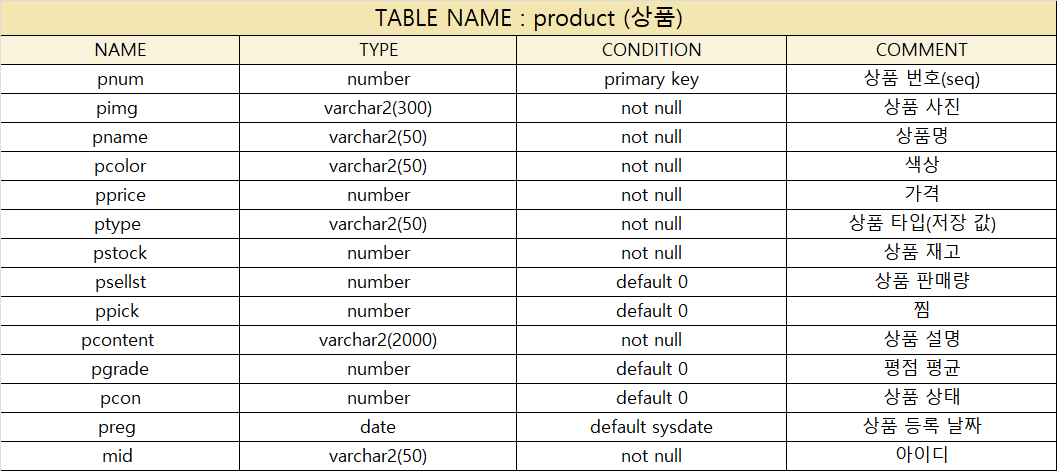 TABLE NAME : product (상품)
NAME TYPE CONDITION COMMENT
pnum number primary key 상품 번호(seq)
pimg varchar2(300) not null 상품 사진
pname varchar2(50) not null 상품명
pcolor varchar2(50) not null 색상
pprice number not null 가격
ptype varchar2(50) not null 상품 타입(저장 값)
pstock number not null 상품 재고
psellst number default 0 상품 판매량
ppick number default 0 찜
pcontent varchar2(2000) not null 상품 설명
pgrade number default 0 평점 평균
pcon number default 0 상품 상태
preg date default sysdate 상품 등록 날짜
mid varchar2(50) not null 아이디